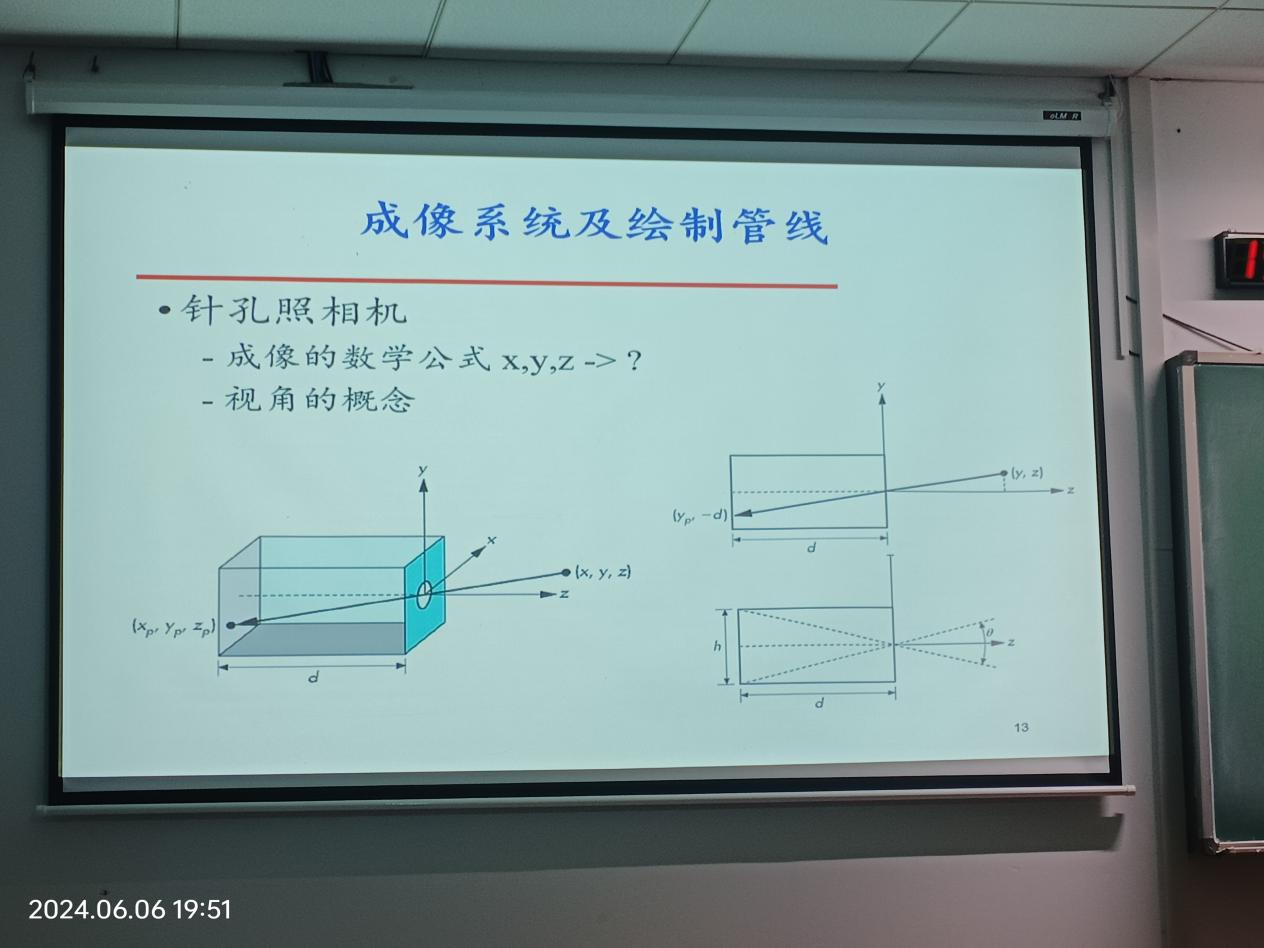 成像系统及绘制管线
• 针孔照相机
- 成像的数学公式 x,y,z -> ?
- 视角的概念
y
x
(x, y, z)
z
(xp, yp, zp)
d
y
(y, z)
z
(yp, −d)
d
h
θ
z
d
13
2024.06.06 19:51